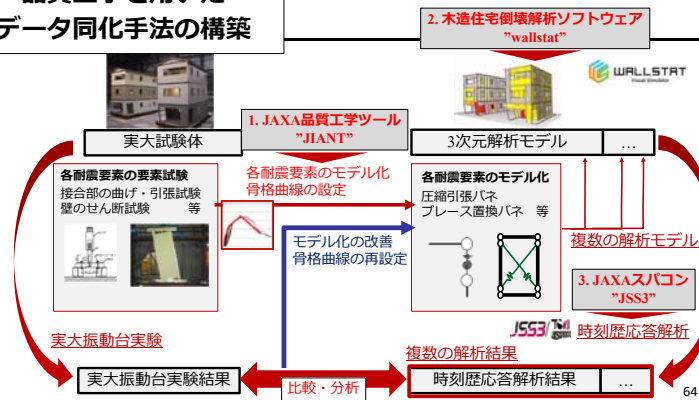 データ同化手法の構築
2. 木造住宅倒壊解析ソフトウェア
"wallstat"
WALLSTAT
Visual Simulator
1. JAXA品質工学ツール
"JIANT"
実大試験体
3次元解析モデル
…
各耐震要素の要素試験
接合部の曲げ・引張試験
壁のせん断試験 等
各耐震要素のモデル化
骨格曲線の設定
各耐震要素のモデル化
圧縮引張バネ
ブレース置換バネ 等
モデル化の改善
骨格曲線の再設定
複数の解析モデル
3. JAXAスパコン
"JSS3"
JSS3
時刻歴応答解析
実大振動台実験
複数の解析結果
実大振動台実験結果
比較・分析
時刻歴応答解析結果
…
64